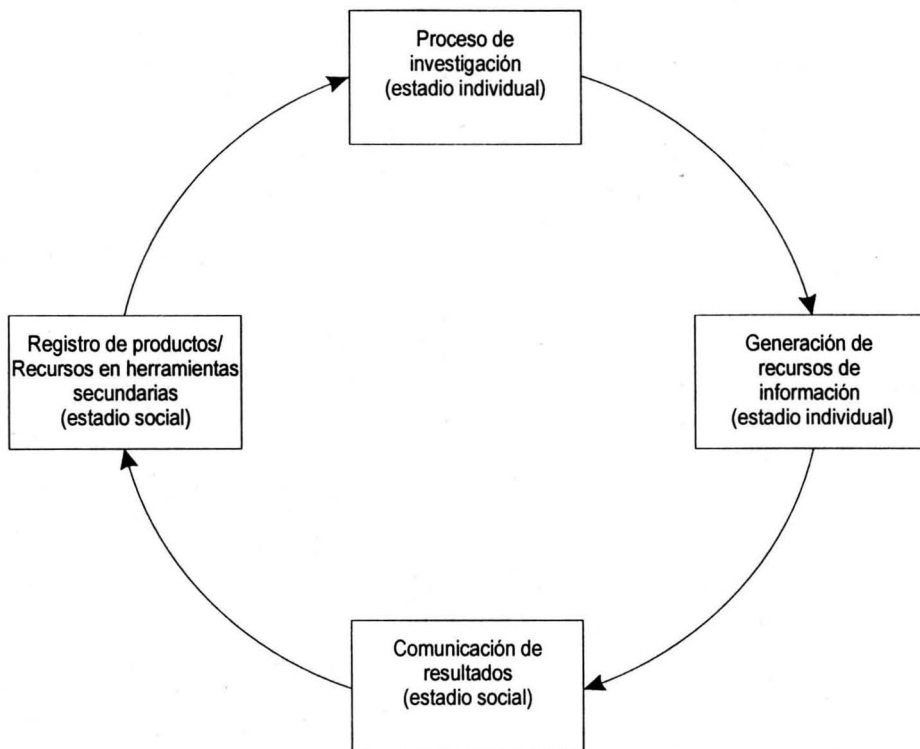 Proceso de
investigación
(estadio individual)
Generación de
recursos de
información
(estadio individual)
Comunicación de
resultados
(estadio social)
Registro de productos/
Recursos en herramientas
secundarias
(estadio social)